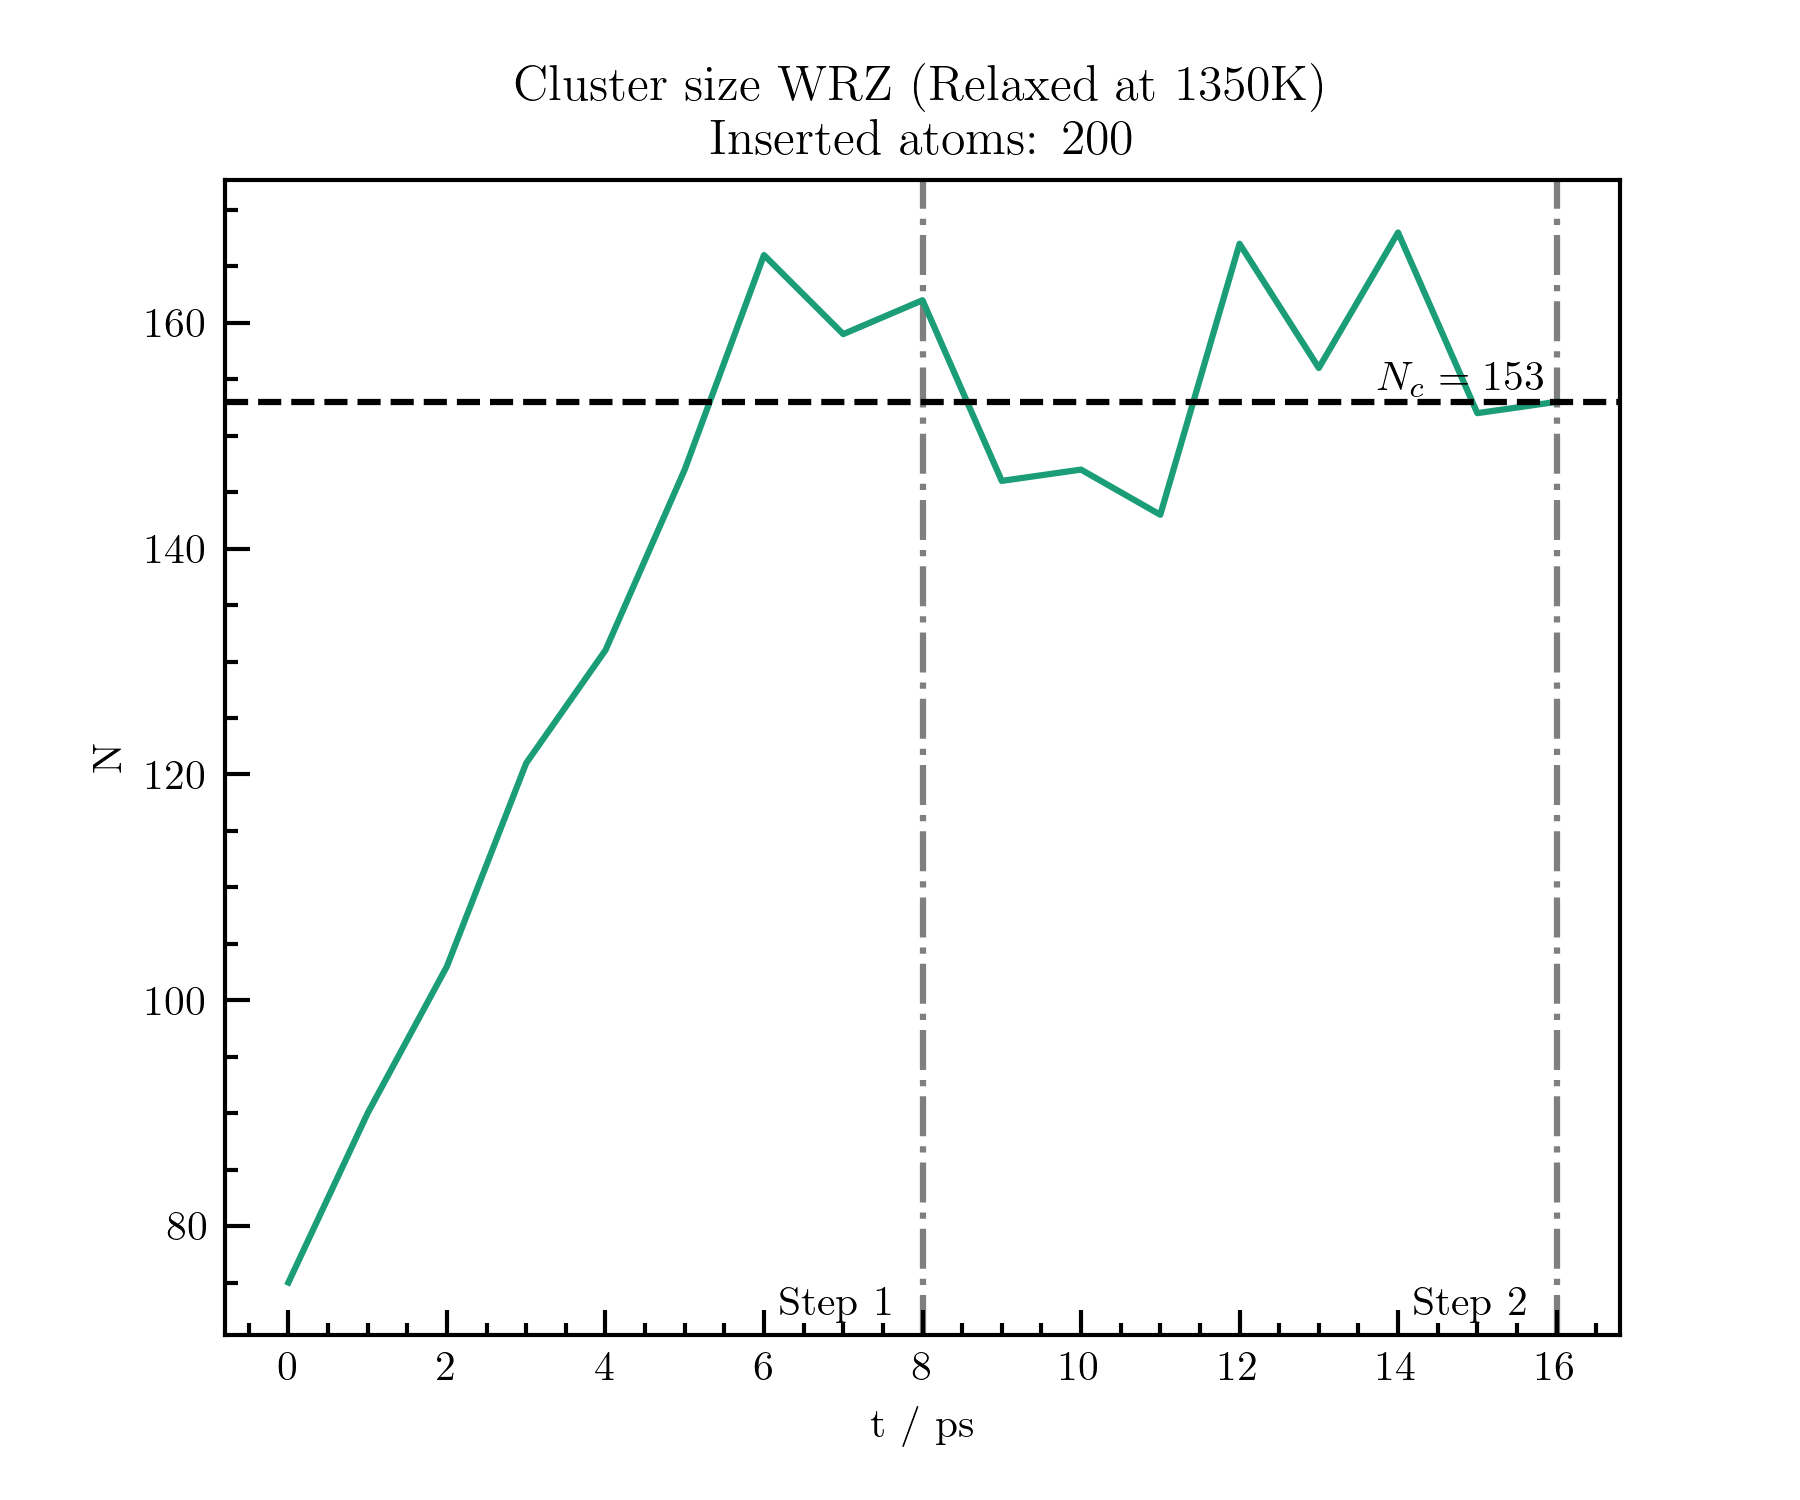 Cluster size WRZ (Relaxed at 1350K)
Inserted atoms: 200
160
140
120
100
80
N
N_c = 153
Step 1
Step 2
0 2 4 6 8 10 12 14 16
t / ps